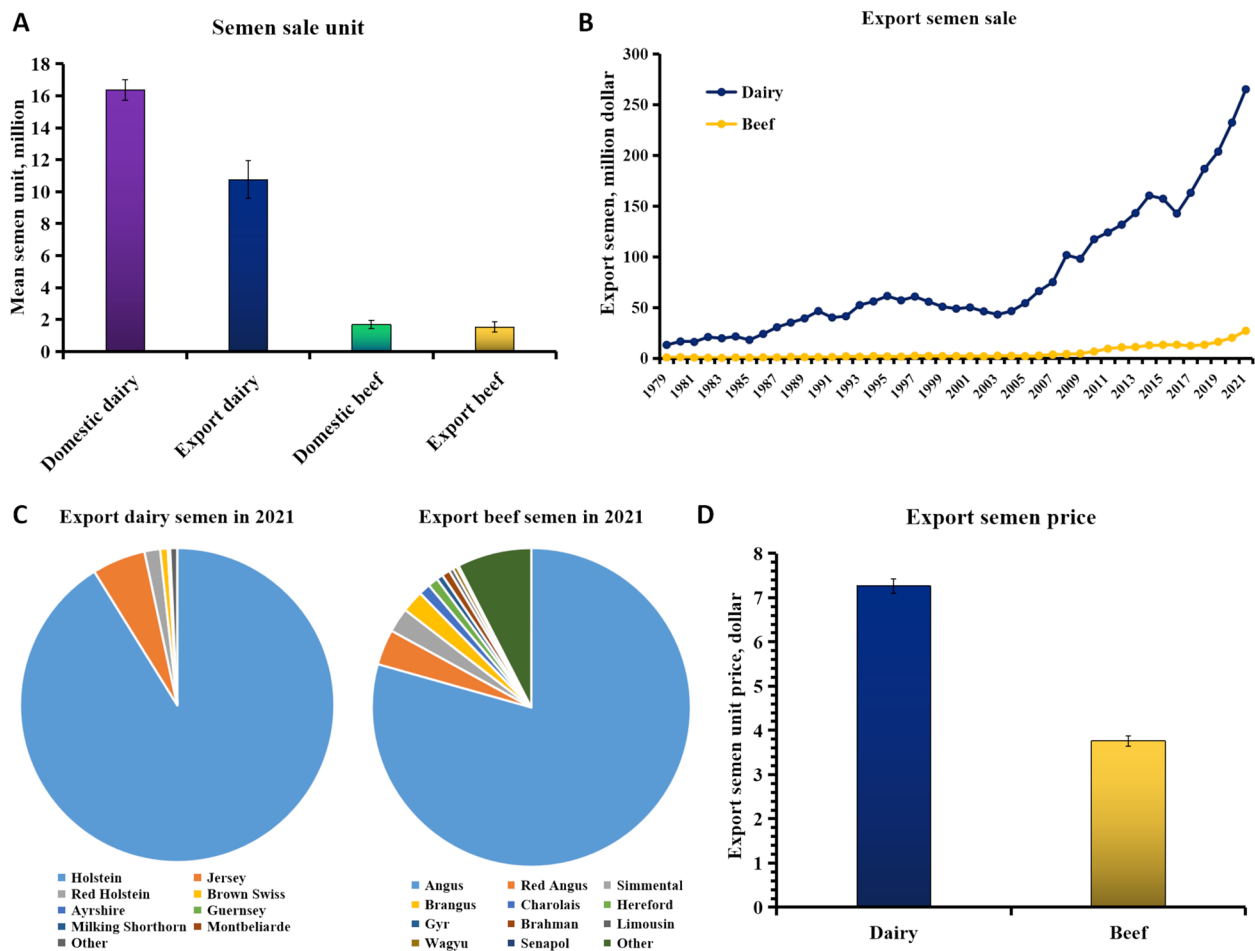 A
Semen sale unit
Mean semen unit, million
18
16
14
12
10
8
6
4
2
0
Domestic dairy
Export dairy
Domestic beef
Export beef
B
Export semen sale
Export semen, million dollar
300
250
200
150
100
50
0
Dairy
Beef
1979
1981
1983
1985
1987
1989
1991
1993
1995
1997
1999
2001
2003
2005
2007
2009
2011
2013
2015
2017
2019
2021
C
Export dairy semen in 2021
Holstein Jersey
Red Holstein Brown Swiss
Ayrshire Guernsey
Milking Shorthorn Montbeliarde
Other
Export beef semen in 2021
Angus Red Angus Simmental
Brangus Charolais Hereford
Gyr Brahman Limousin
Wagyu Senapol Other
D
Export semen price
Export semen unit price, dollar
8
7
6
5
4
3
2
1
0
Dairy
Beef